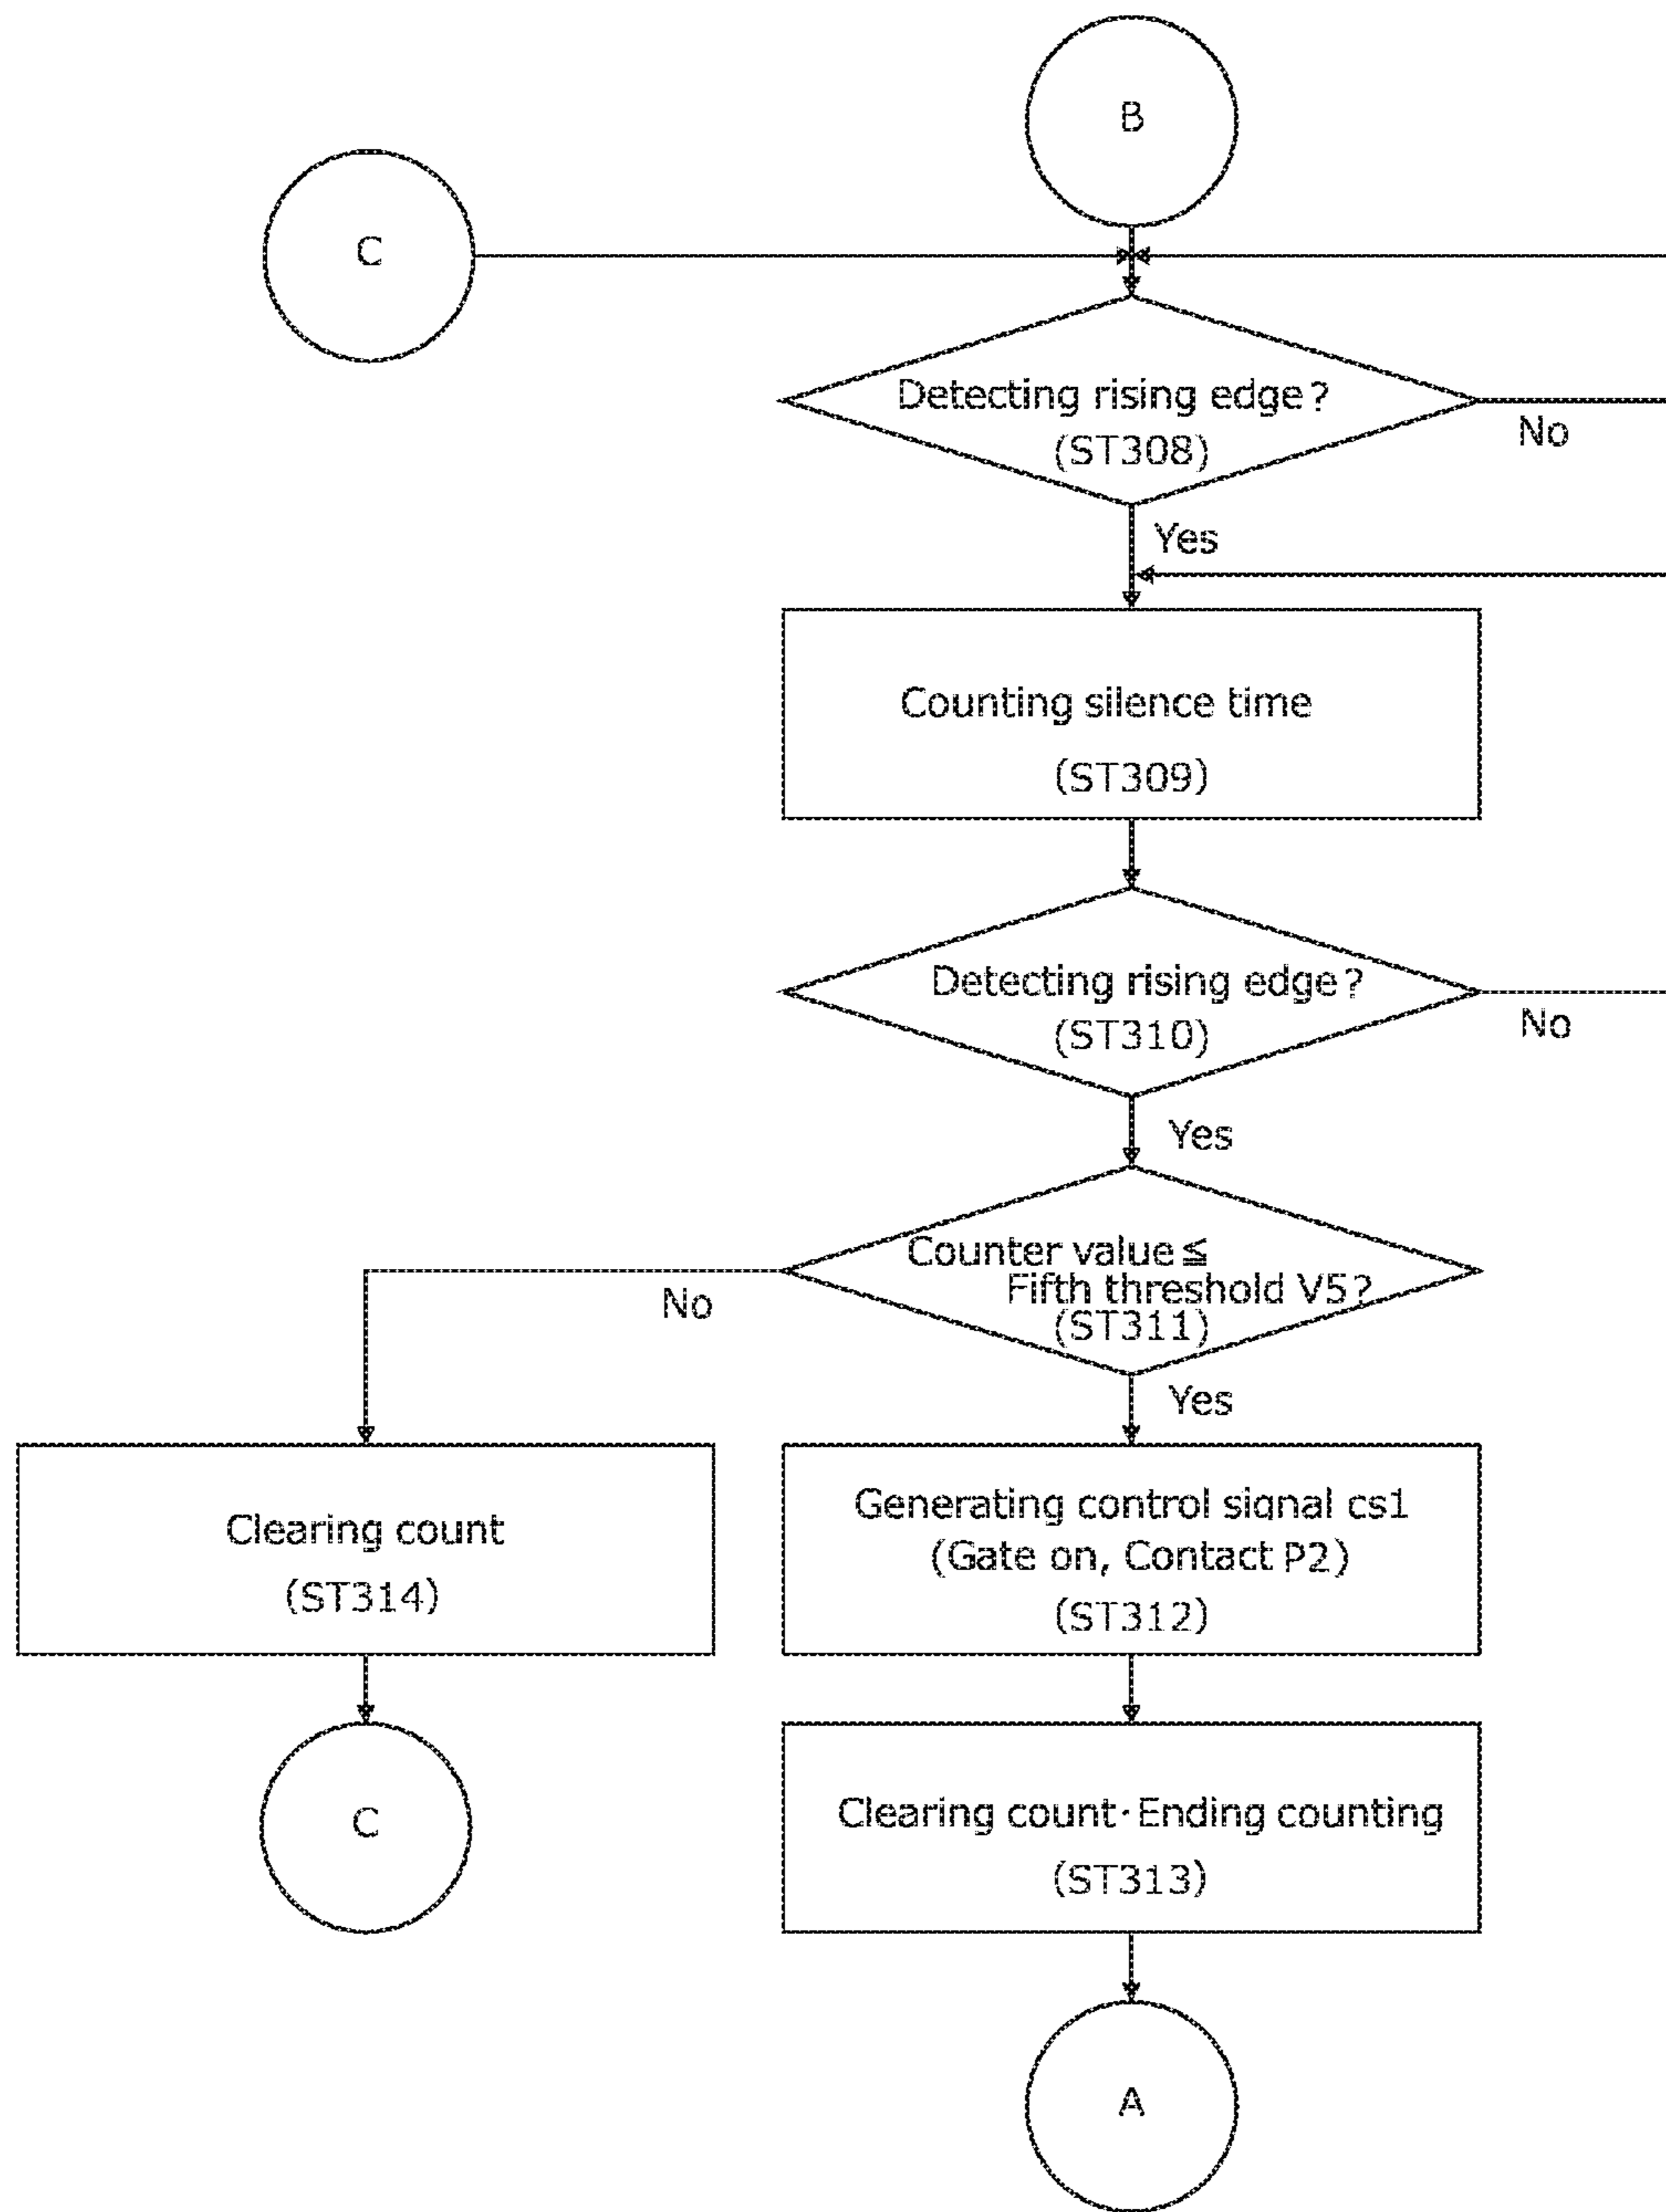 B
C
Detecting rising edge?
(ST308)
No
Yes
Counting silence time
(ST309)
Detecting rising edge?
(ST310)
No
Yes
Counter value≦
Fifth threshold V5?
(ST311)
No
Yes
Clearing count
(ST314)
Generating control signal cs1
(Gate on, Contact P2)
(ST312)
C
Clearing count·Ending counting
(ST313)
A